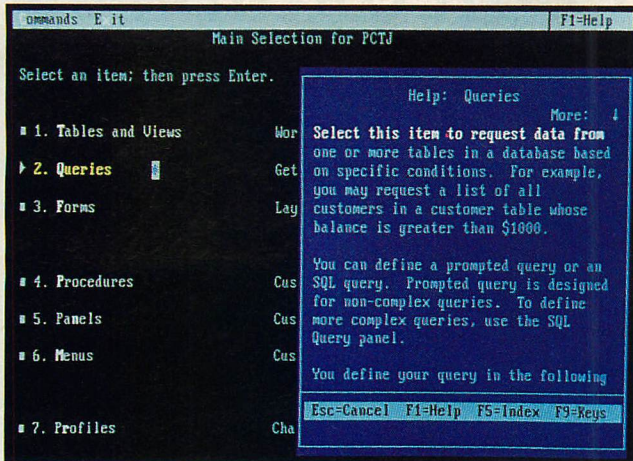 ommands E it F1=Help
Main Selection for PCTJ
Select an item; then press Enter.
1. Tables and Views Wor
2. Queries Get
3. Forms Lay
4. Procedures Cus
5. Panels Cus
6. Menus Cus
7. Profiles Cha
Help: Queries
More: ↓
Select this item to request data from
one or more tables in a database based
on specific conditions. For example,
you may request a list of all
customers in a customer table whose
balance is greater than $1000.
You can define a prompted query or an
SQL query. Prompted query is designed
for non-complex queries. To define
more complex queries, use the SQL
Query panel.
You define your query in the following
Esc=Cancel F1=Help F5=Index F9=Keys